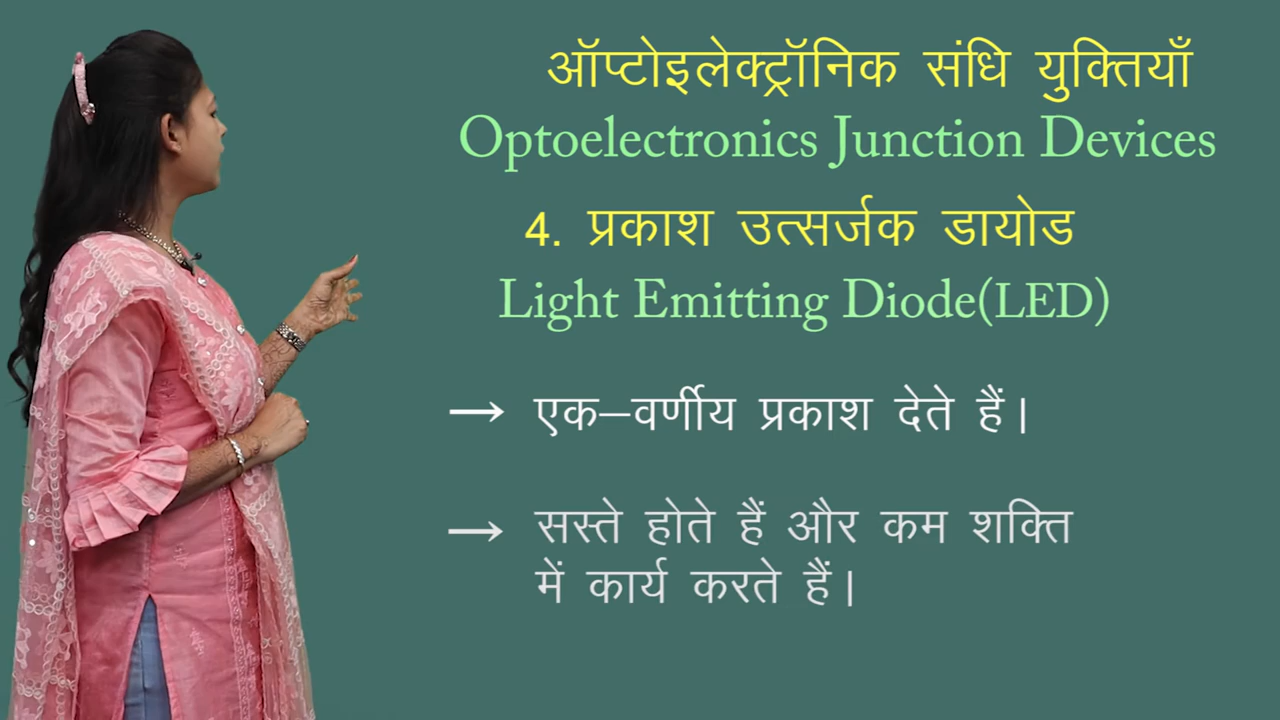 ऑप्टोइलेक्ट्रॉनिक संधि युक्तियाँ
Optoelectronics Junction Devices
4. प्रकाश उत्सर्जक डायोड
Light Emitting Diode(LED)
→ एक–वर्णीय प्रकाश देते हैं।
→ सस्ते होते हैं और कम शक्ति
में कार्य करते हैं।